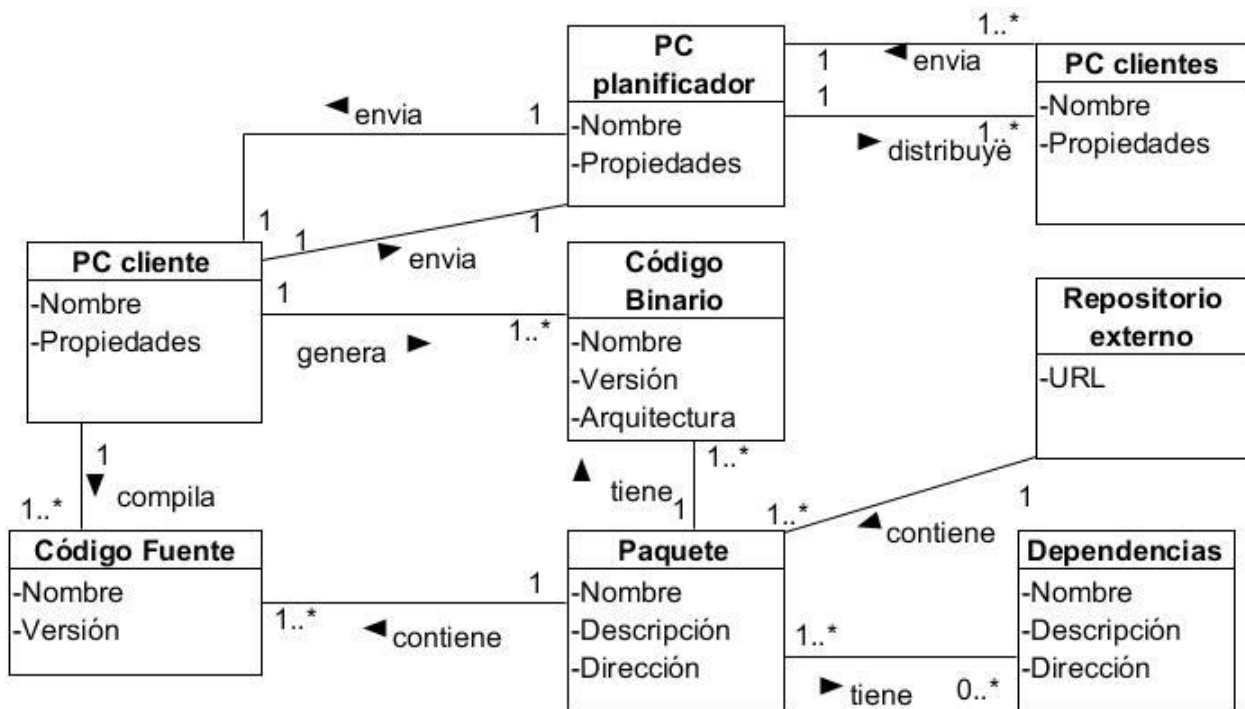 PC
planificador
-Nombre
-Propiedades
1..*
1
envia
1
distribuye
1..*
PC clientes
-Nombre
-Propiedades
envia
1
1
1
envia
1
PC cliente
-Nombre
-Propiedades
1
genera
1..*
Código
Binario
-Nombre
-Versión
-Arquitectura
Repositorio
externo
-URL
1
compila
1..*
1..*
tiene
1
1..*
contiene
1
Código Fuente
-Nombre
-Versión
1
1..*
contiene
Paquete
-Nombre
-Descripción
-Dirección
1..*
tiene
0..*
Dependencias
-Nombre
-Descripción
-Dirección